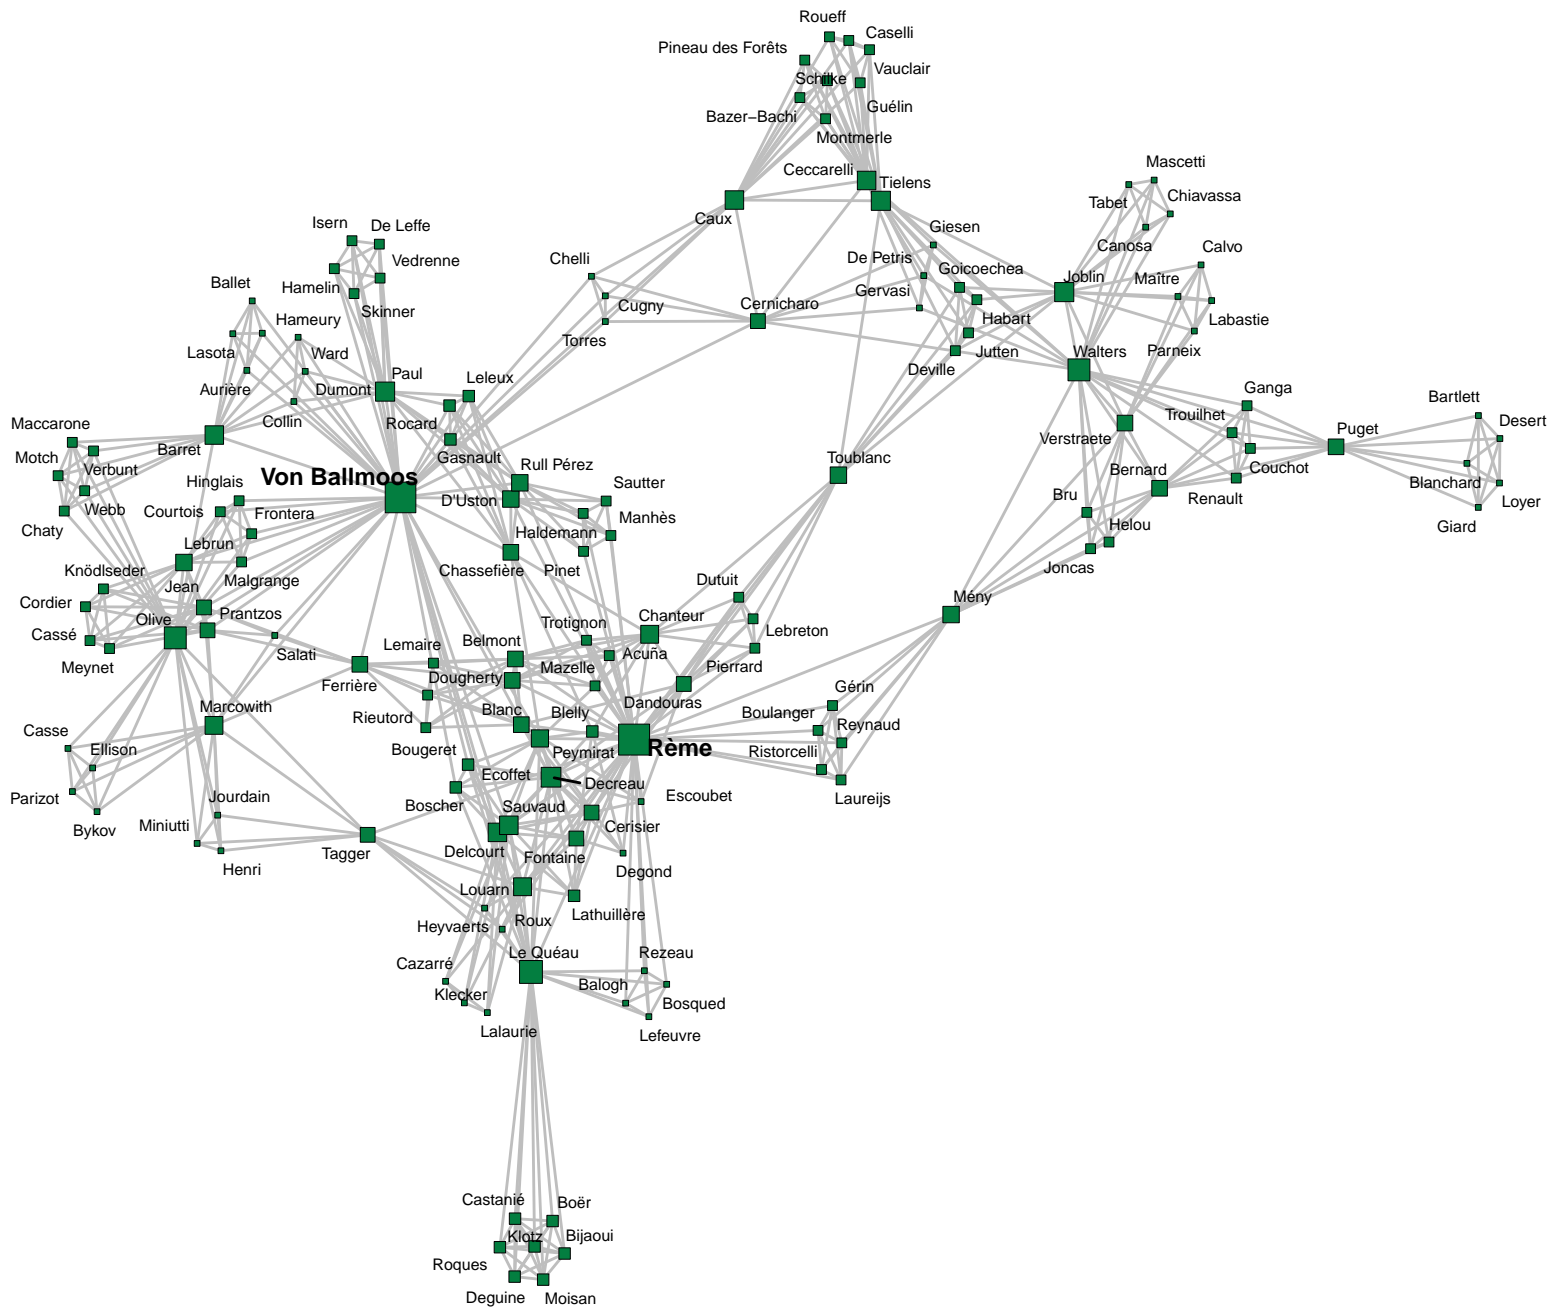 Roueff
Caselli
Pineau des Forêts
Vauclair
Schilke
Guélin
Bazer−Bachi
Montmerle
Ceccarelli
Tielens
Mascetti
Tabet
Chiavassa
Caux
Canosa
Isern
De Leffe
Giesen
Calvo
Vedrenne
Chelli
De Petris
Goicoechea
Joblin
Maître
Ballet
Hamelin
Gervasi
Skinner
Cugny
Cernicharo
Labastie
Hameury
Habart
Torres
Lasota
Ward
Jutten
Walters
Parneix
Paul
Deville
Aurière
Dumont
Leleux
Ganga
Collin
Rocard
Trouilhet
Bartlett
Maccarone
Desert
Barret
Puget
Verstraete
Motch
Gasnault
Toublanc
Verbunt
Rull Pérez
Bernard
Couchot
Von Ballmoos
Hinglais
Sautter
Blanchard
Webb
Courtois
Frontera
D'Uston
Bru
Renault
Loyer
Chaty
Manhès
Helou
Giard
Haldemann
Lebrun
Knödlseder
Chassefière
Pinet
Joncas
Jean
Malgrange
Dutuit
Cordier
Prantzos
Chanteur
Mény
Olive
Trotignon
Lebreton
Cassé
Lemaire
Belmont
Acuña
Meynet
Salati
Mazelle
Pierrard
Ferrière
Dougherty
Gérin
Marcowith
Rieutord
Blanc
Blelly
Dandouras
Boulanger
Casse
Reynaud
Ellison
Bougeret
Peymirat
Rème
Ristorcelli
Ecoffet
Decreau
Parizot
Jourdain
Boscher
Sauvaud
Escoubet
Laureijs
Bykov
Miniutti
Cerisier
Tagger
Delcourt
Fontaine
Henri
Degond
Louarn
Lathuillère
Heyvaerts
Roux
Le Quéau
Rezeau
Cazarré
Balogh
Klecker
Bosqued
Lalaurie
Lefeuvre
Castanié
Boër
Klotz
Bijaoui
Roques
Deguine
Moisan